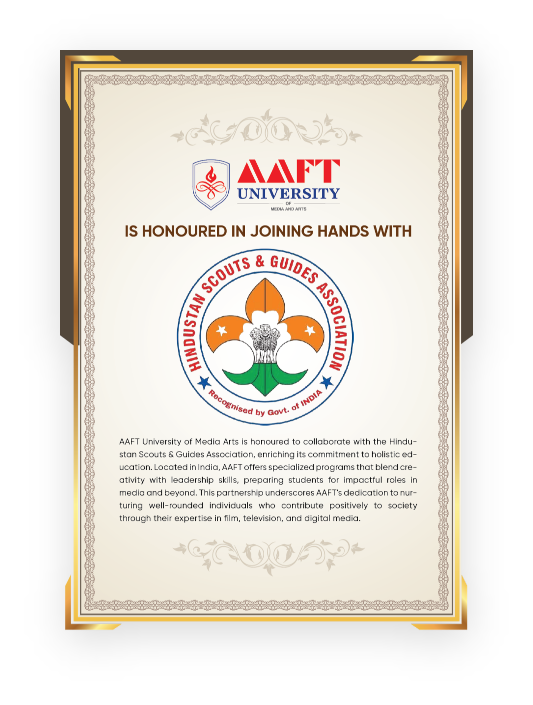 AAFT
UNIVERSITY
OF
MEDIA AND ARTS
IS HONOURED IN JOINING HANDS WITH
HINDUSTAN SCOUTS & GUIDES ASSOCIATION
Recognised by Govt. of INDIA
AAFT University of Media Arts is honoured to collaborate with the Hindu-
stan Scouts & Guides Association, enriching its commitment to holistic ed-
ucation. Located in India, AAFT offers specialized programs that blend cre-
ativity with leadership skills, preparing students for impactful roles in
media and beyond. This partnership underscores AAFT's dedication to nur-
turing well-rounded individuals who contribute positively to society
through their expertise in film, television, and digital media.